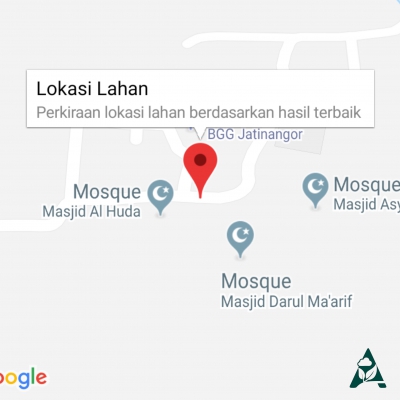 Lokasi Lahan
Perkiraan lokasi lahan berdasarkan hasil terbaik
BGG Jatinangor
Mosque
Masjid Al Huda
Mosque
Masjid Asy
Mosque
Masjid Darul Ma'arif
oogle